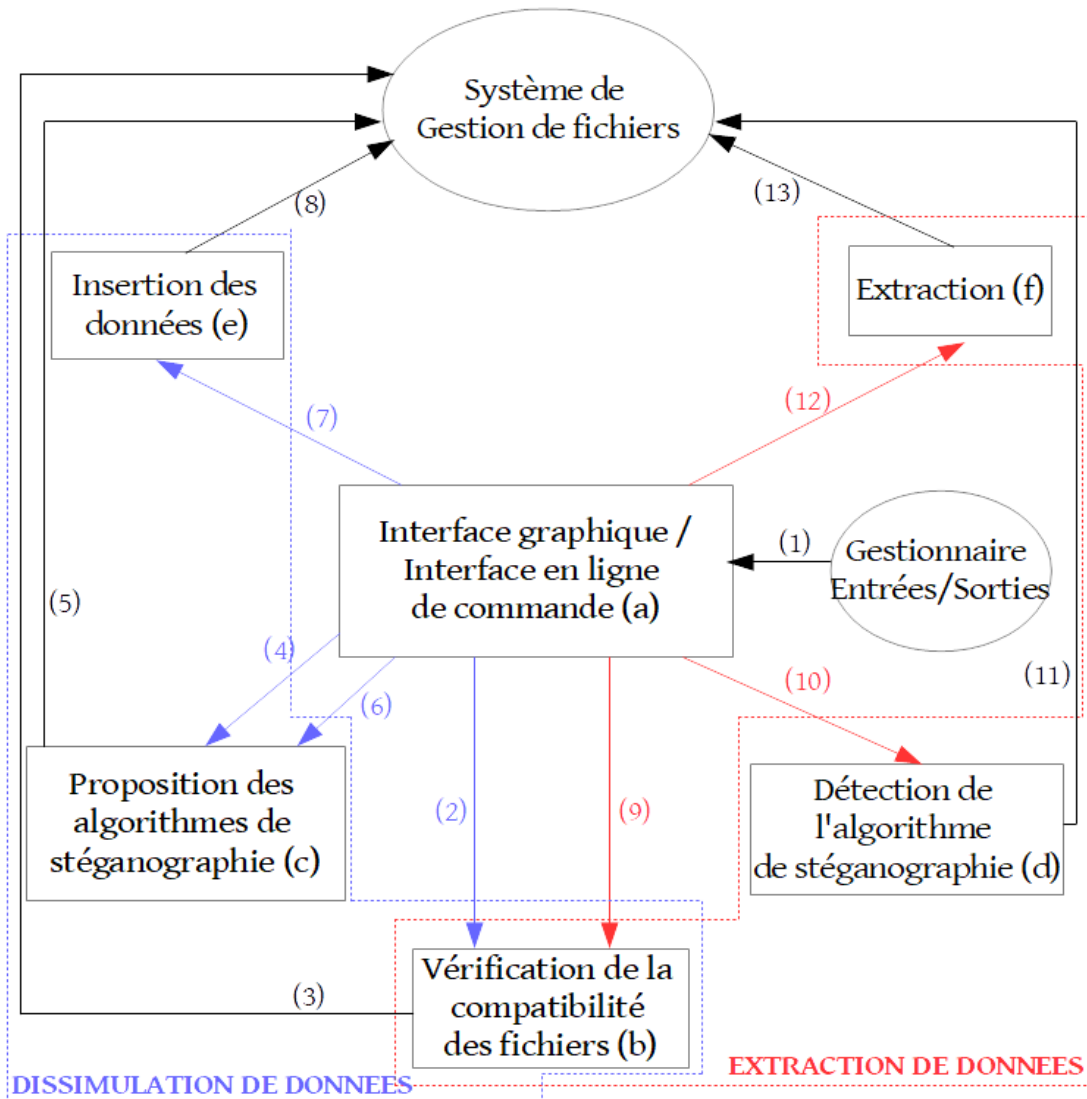 Système de
Gestion de fichiers
(8)
(13)
Insertion des
données (e)
Extraction (f)
(7)
(12)
Interface graphique /
Interface en ligne
de commande (a)
(1)
Gestionnaire
Entrées/Sorties
(5)
(4)
(6)
(10)
(11)
Proposition des
algorithmes de
stéganographie (c)
(2)
(9)
Détection de
l'algorithme
de stéganographie (d)
(3)
Vérification de la
compatibilité
des fichiers (b)
DISSIMULATION DE DONNEES
EXTRACTION DE DONNEES